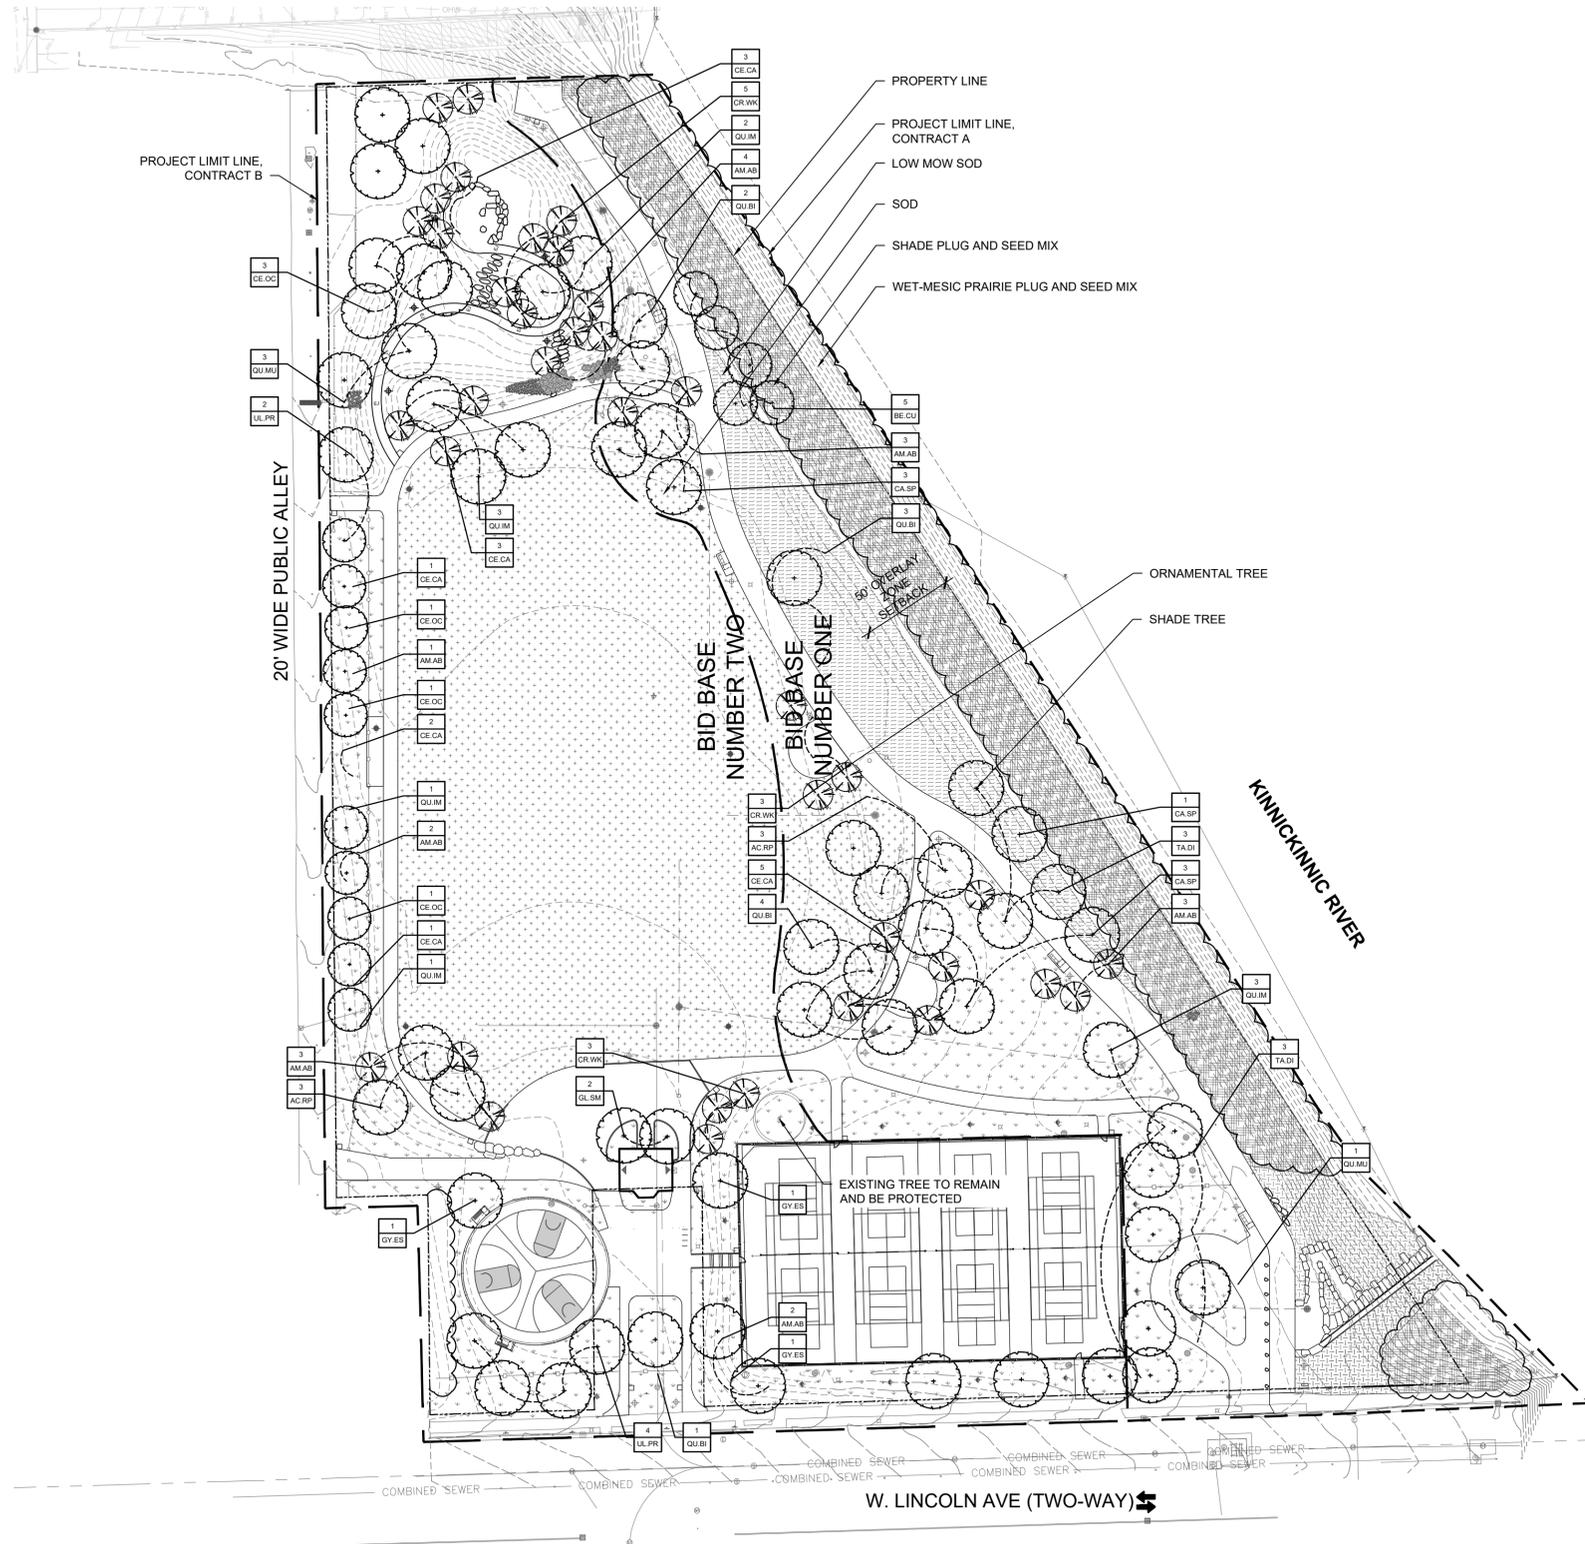 3
CE.CA
5
CR.WK
2
QU.IM
4
AM.AB
2
QU.BI
PROPERTY LINE
PROJECT LIMIT LINE,
CONTRACT A
LOW MOW SOD
SOD
SHADE PLUG AND SEED MIX
WET-MESIC PRAIRIE PLUG AND SEED MIX
PROJECT LIMIT LINE,
CONTRACT B
3
CE.OC
3
QU.MU
2
UL.PR
5
BE.CU
3
AM.AB
3
CA.SP
3
QU.BI
20' WIDE PUBLIC ALLEY
3
QU.IM
3
CE.CA
1
CE.CA
1
CE.OC
1
AM.AB
1
CE.OC
2
CE.CA
1
QU.IM
2
AM.AB
1
CE.OC
1
CE.CA
1
QU.IM
50' OVERLAY
ZONE
SETBACK
ORNAMENTAL TREE
SHADE TREE
BID BASE
NUMBER TWO
BID BASE
NUMBER ONE
3
CR.WK
3
AC.RP
5
CE.CA
4
QU.BI
1
CA.SP
3
TA.DI
3
CA.SP
3
AM.AB
KINNICKINNIC RIVER
3
QU.IM
3
TA.DI
1
QU.MU
3
AM.AB
3
AC.RP
3
CR.WK
2
GL.SM
EXISTING TREE TO REMAIN
AND BE PROTECTED
1
GY.ES
1
GY.ES
2
AM.AB
1
GY.ES
4
UL.PR
1
QU.BI
COMBINED SEWER
COMBINED SEWER
COMBINED SEWER
COMBINED SEWER
COMBINED SEWER
COMBINED SEWER
COMBINED SEWER
COMBINED SEWER
W. LINCOLN AVE (TWO-WAY)